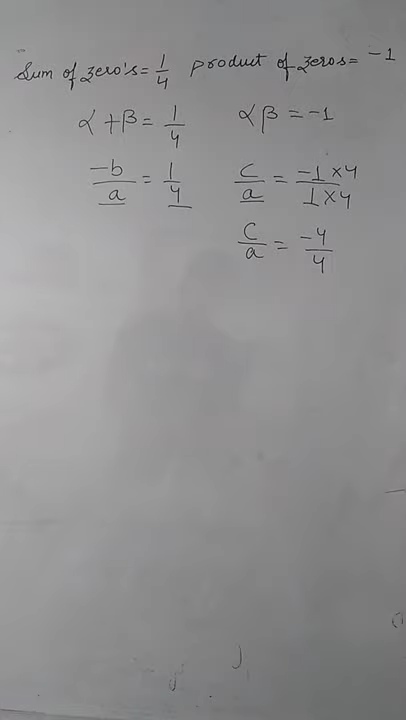 Sum of zero's = 1/4 product of zeros = -1
α + β = 1/4 αβ = -1
-b/a = 1/4 c/a = -1×4/1×4
c/a = -4/4